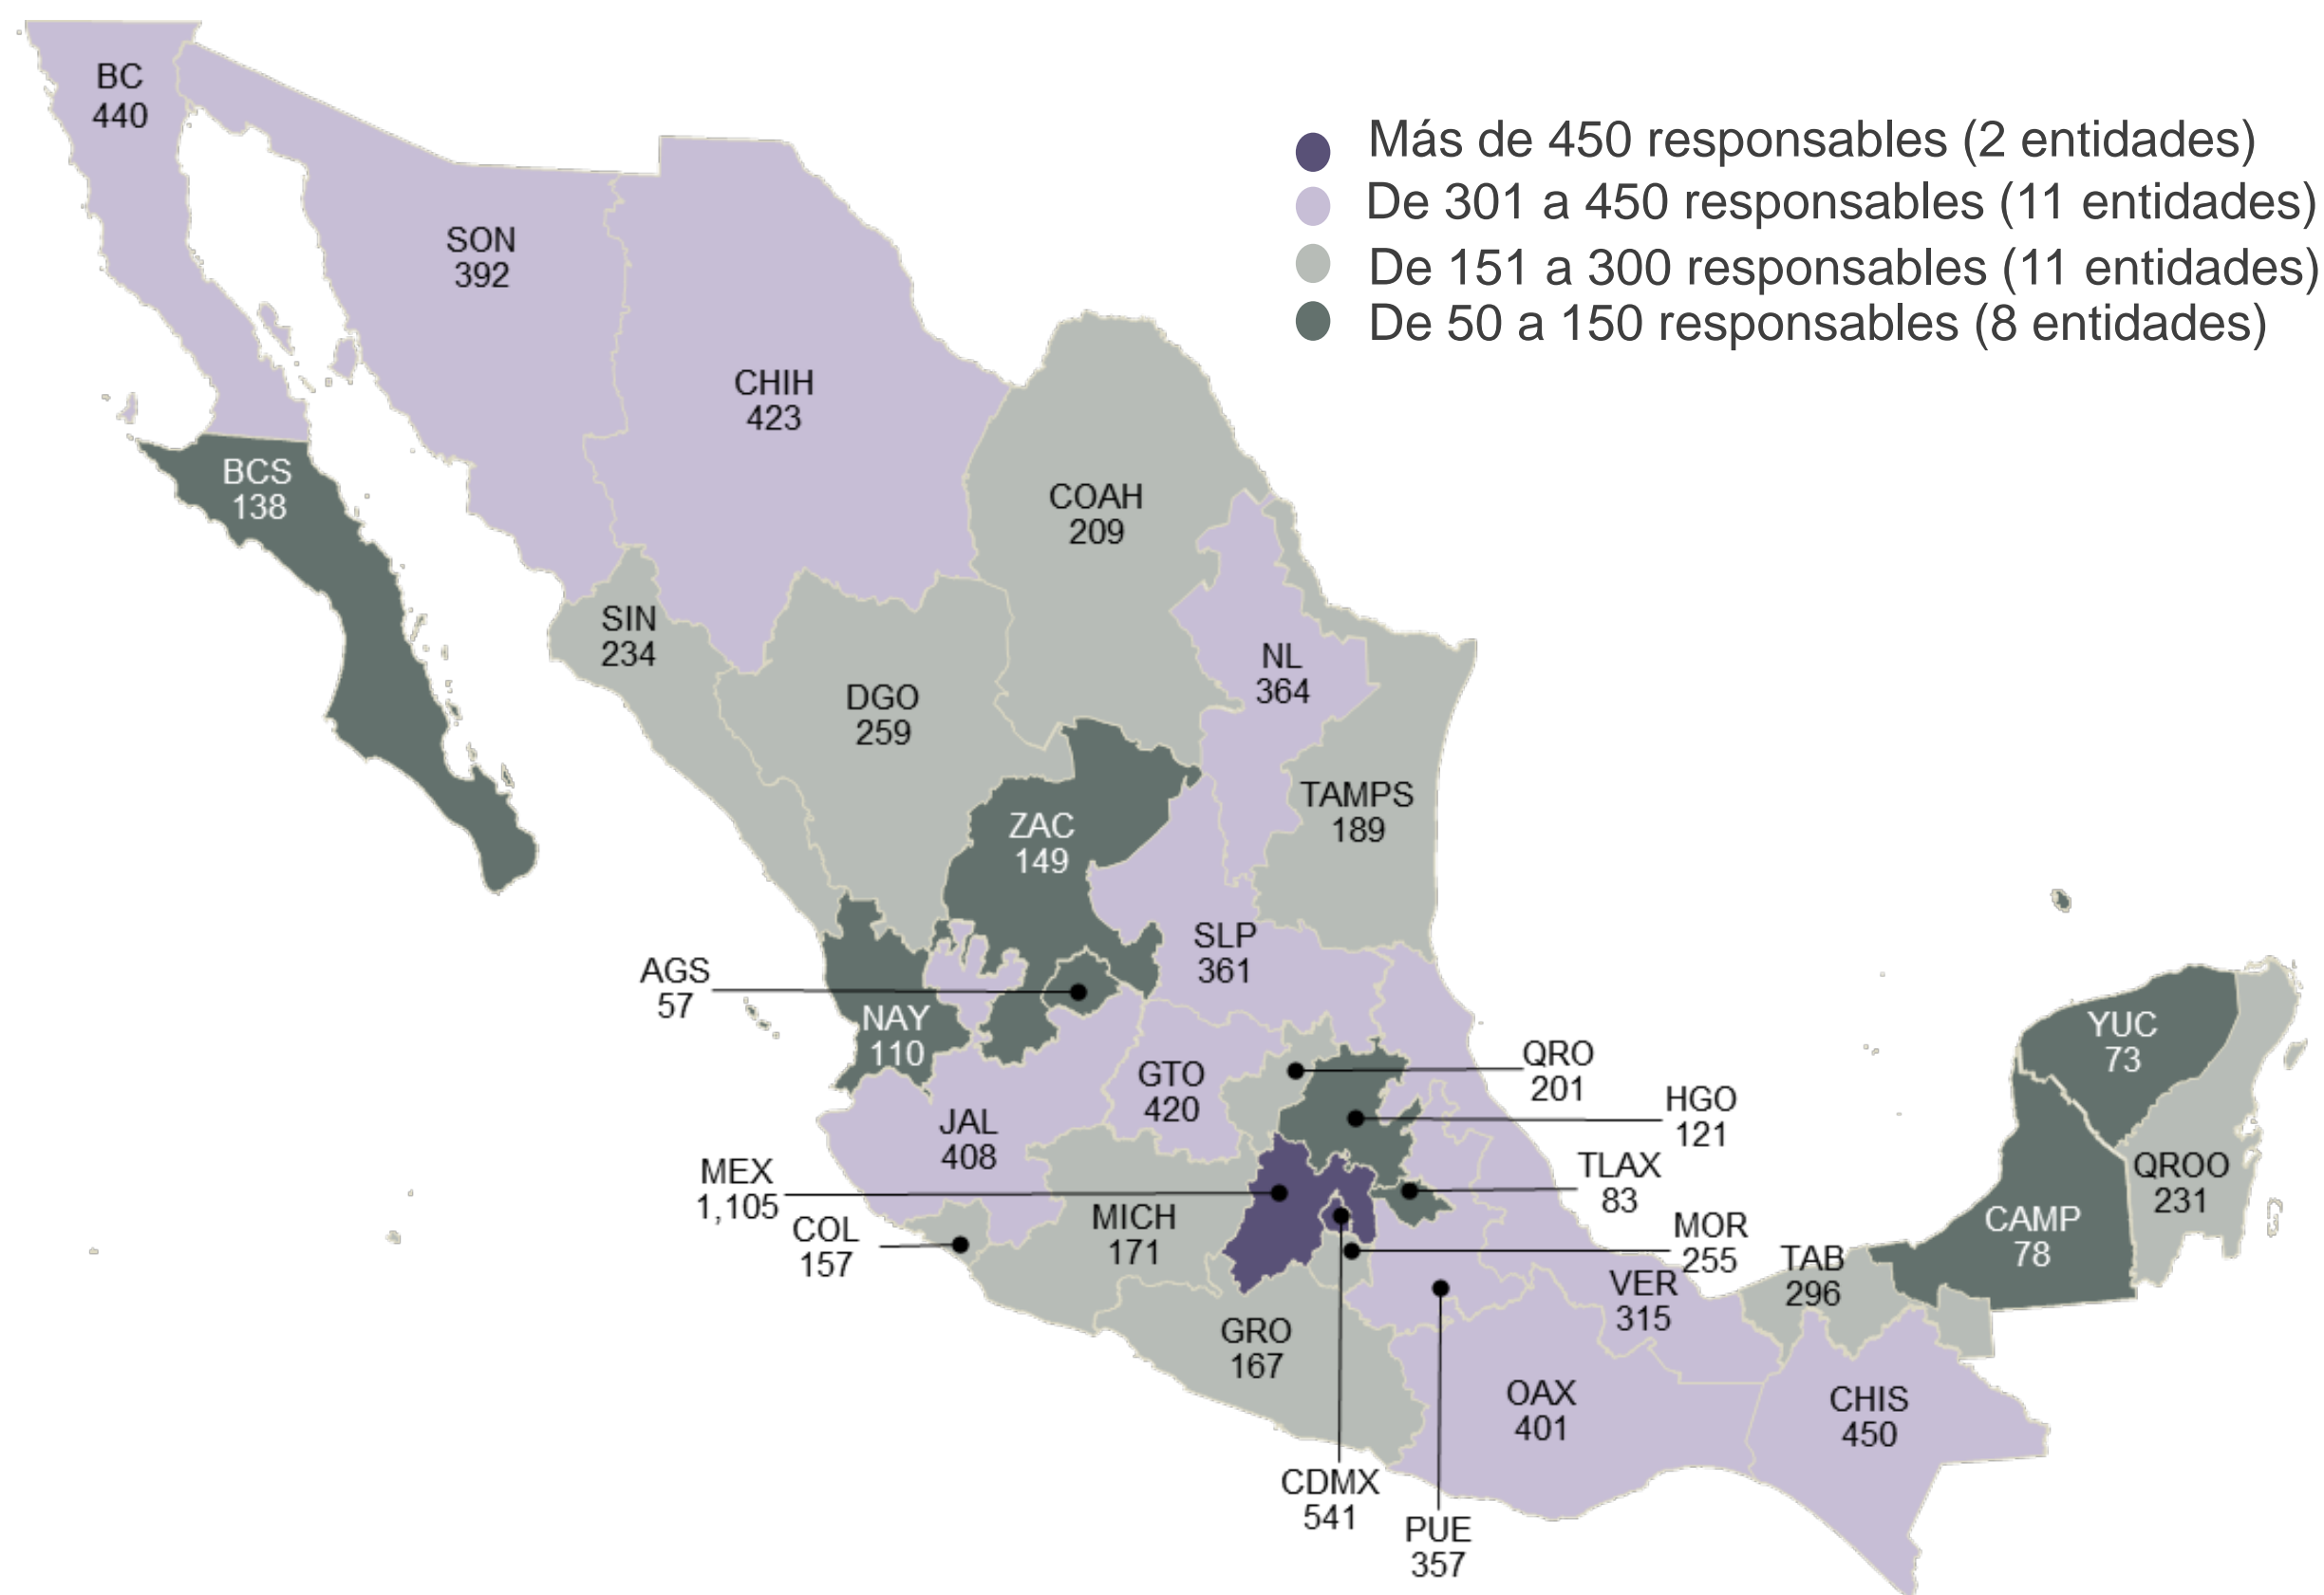 BC
440
Más de 450 responsables (2 entidades)
De 301 a 450 responsables (11 entidades)
De 151 a 300 responsables (11 entidades)
De 50 a 150 responsables (8 entidades)
SON
392
CHIH
423
BCS
138
COAH
209
SIN
234
NL
364
DGO
259
TAMPS
189
ZAC
149
SLP
361
AGS
57
NAY
110
YUC
73
QRO
201
GTO
420
HGO
121
JAL
408
MEX
1,105
TLAX
83
QROO
231
MICH
171
COL
157
MOR
255
CAMP
78
TAB
296
VER
315
GRO
167
OAX
401
CHIS
450
CDMX
541
PUE
357